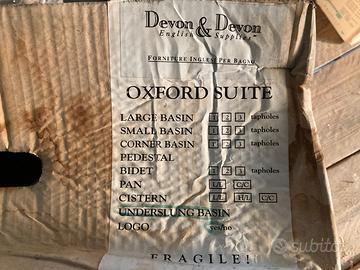 Devon & Devon
English Supplies
FORNITURE INGLESI PER BAGNO
OXFORD SUITE
LARGE BASIN 1 2 3 tapholes
SMALL BASIN 1 2 3 tapholes
CORNER BASIN 1 2 3 tapholes
PEDESTAL
BIDET 1 2 3 tapholes
PAN L/L C/C
CISTERN L/L H/L C/C
UNDERSLUNG BASIN
LOGO yes/no
FRAGILE!
subito